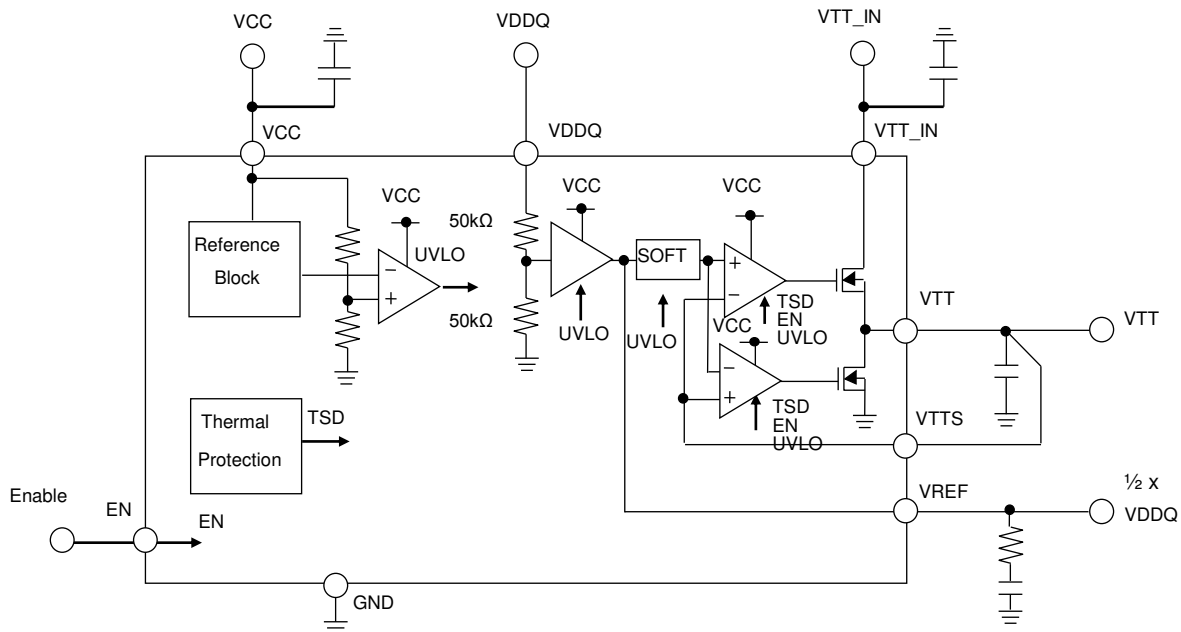 VCC
VDDQ
VTT_IN
VCC
VDDQ
VTT_IN
VCC
VCC
VCC
50kΩ
Reference
Block
UVLO
SOFT
−
+
+
−
50kΩ
UVLO
UVLO
TSD
EN
UVLO
VCC
VTT
VTT
−
+
TSD
EN
UVLO
Thermal
Protection
TSD
VTTS
VREF
½ x
VDDQ
Enable
EN
EN
GND